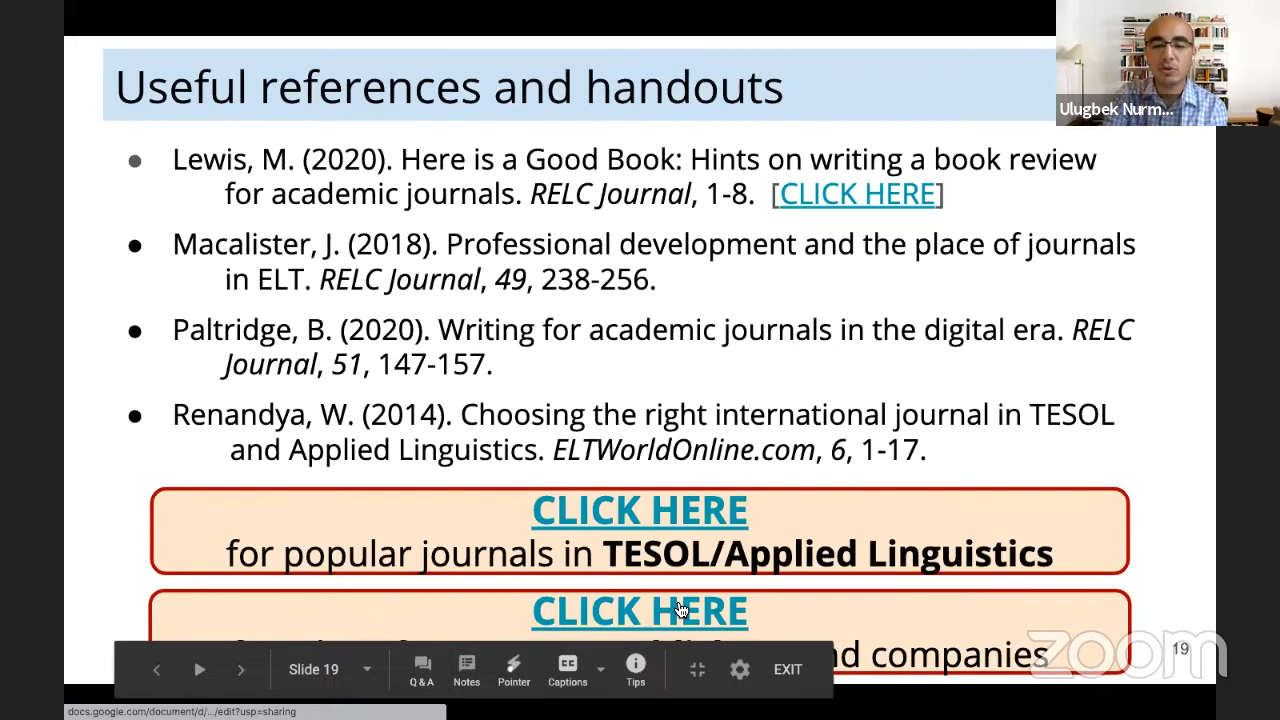 Useful references and handouts
Ulugbek Nurm...
● Lewis, M. (2020). Here is a Good Book: Hints on writing a book review
for academic journals. RELC Journal, 1-8. [CLICK HERE]
● Macalister, J. (2018). Professional development and the place of journals
in ELT. RELC Journal, 49, 238-256.
● Paltridge, B. (2020). Writing for academic journals in the digital era. RELC
Journal, 51, 147-157.
● Renandya, W. (2014). Choosing the right international journal in TESOL
and Applied Linguistics. ELTWorldOnline.com, 6, 1-17.
CLICK HERE
for popular journals in TESOL/Applied Linguistics
CLICK HERE
companies
zoom
19
Slide 19
Q & A
Notes
Pointer
CC
Captions
Tips
EXIT
docs.google.com/document/d/.../edit?usp=sharing